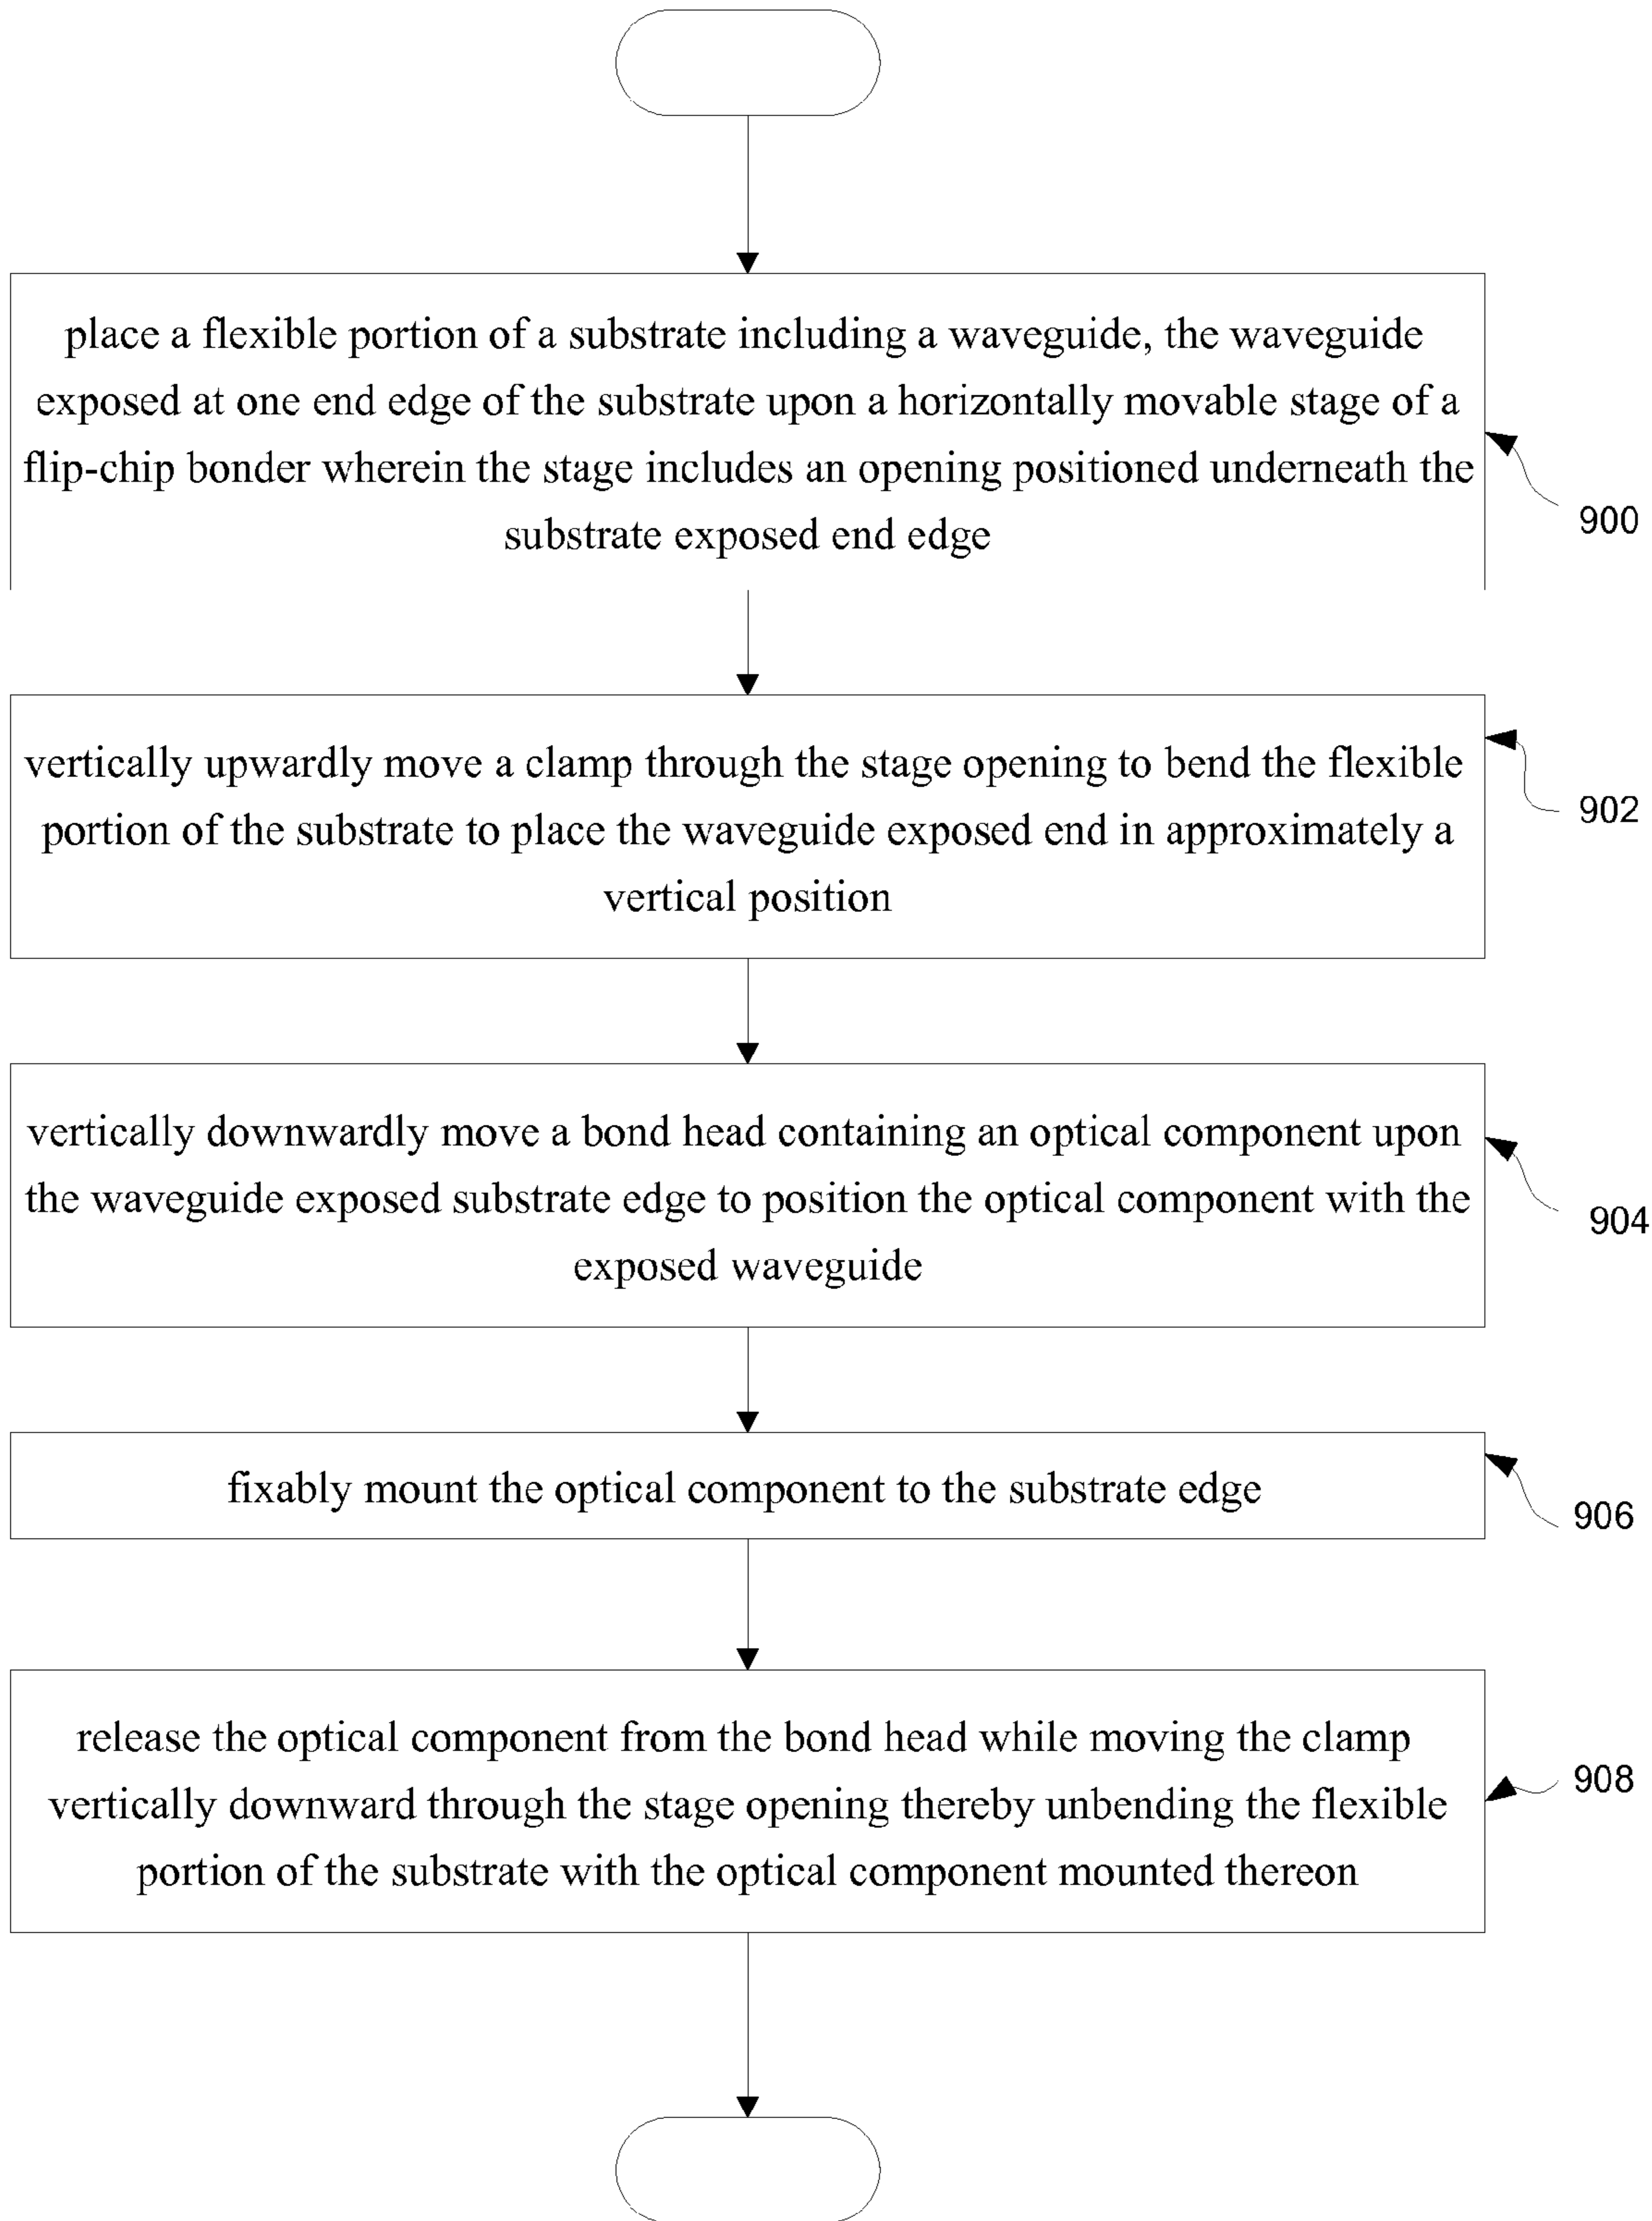 place a flexible portion of a substrate including a waveguide, the waveguide
exposed at one end edge of the substrate upon a horizontally movable stage of a
flip-chip bonder wherein the stage includes an opening positioned underneath the
substrate exposed end edge
900
vertically upwardly move a clamp through the stage opening to bend the flexible
portion of the substrate to place the waveguide exposed end in approximately a
vertical position
902
vertically downwardly move a bond head containing an optical component upon
the waveguide exposed substrate edge to position the optical component with the
exposed waveguide
904
fixably mount the optical component to the substrate edge
906
release the optical component from the bond head while moving the clamp
vertically downward through the stage opening thereby unbending the flexible
portion of the substrate with the optical component mounted thereon
908